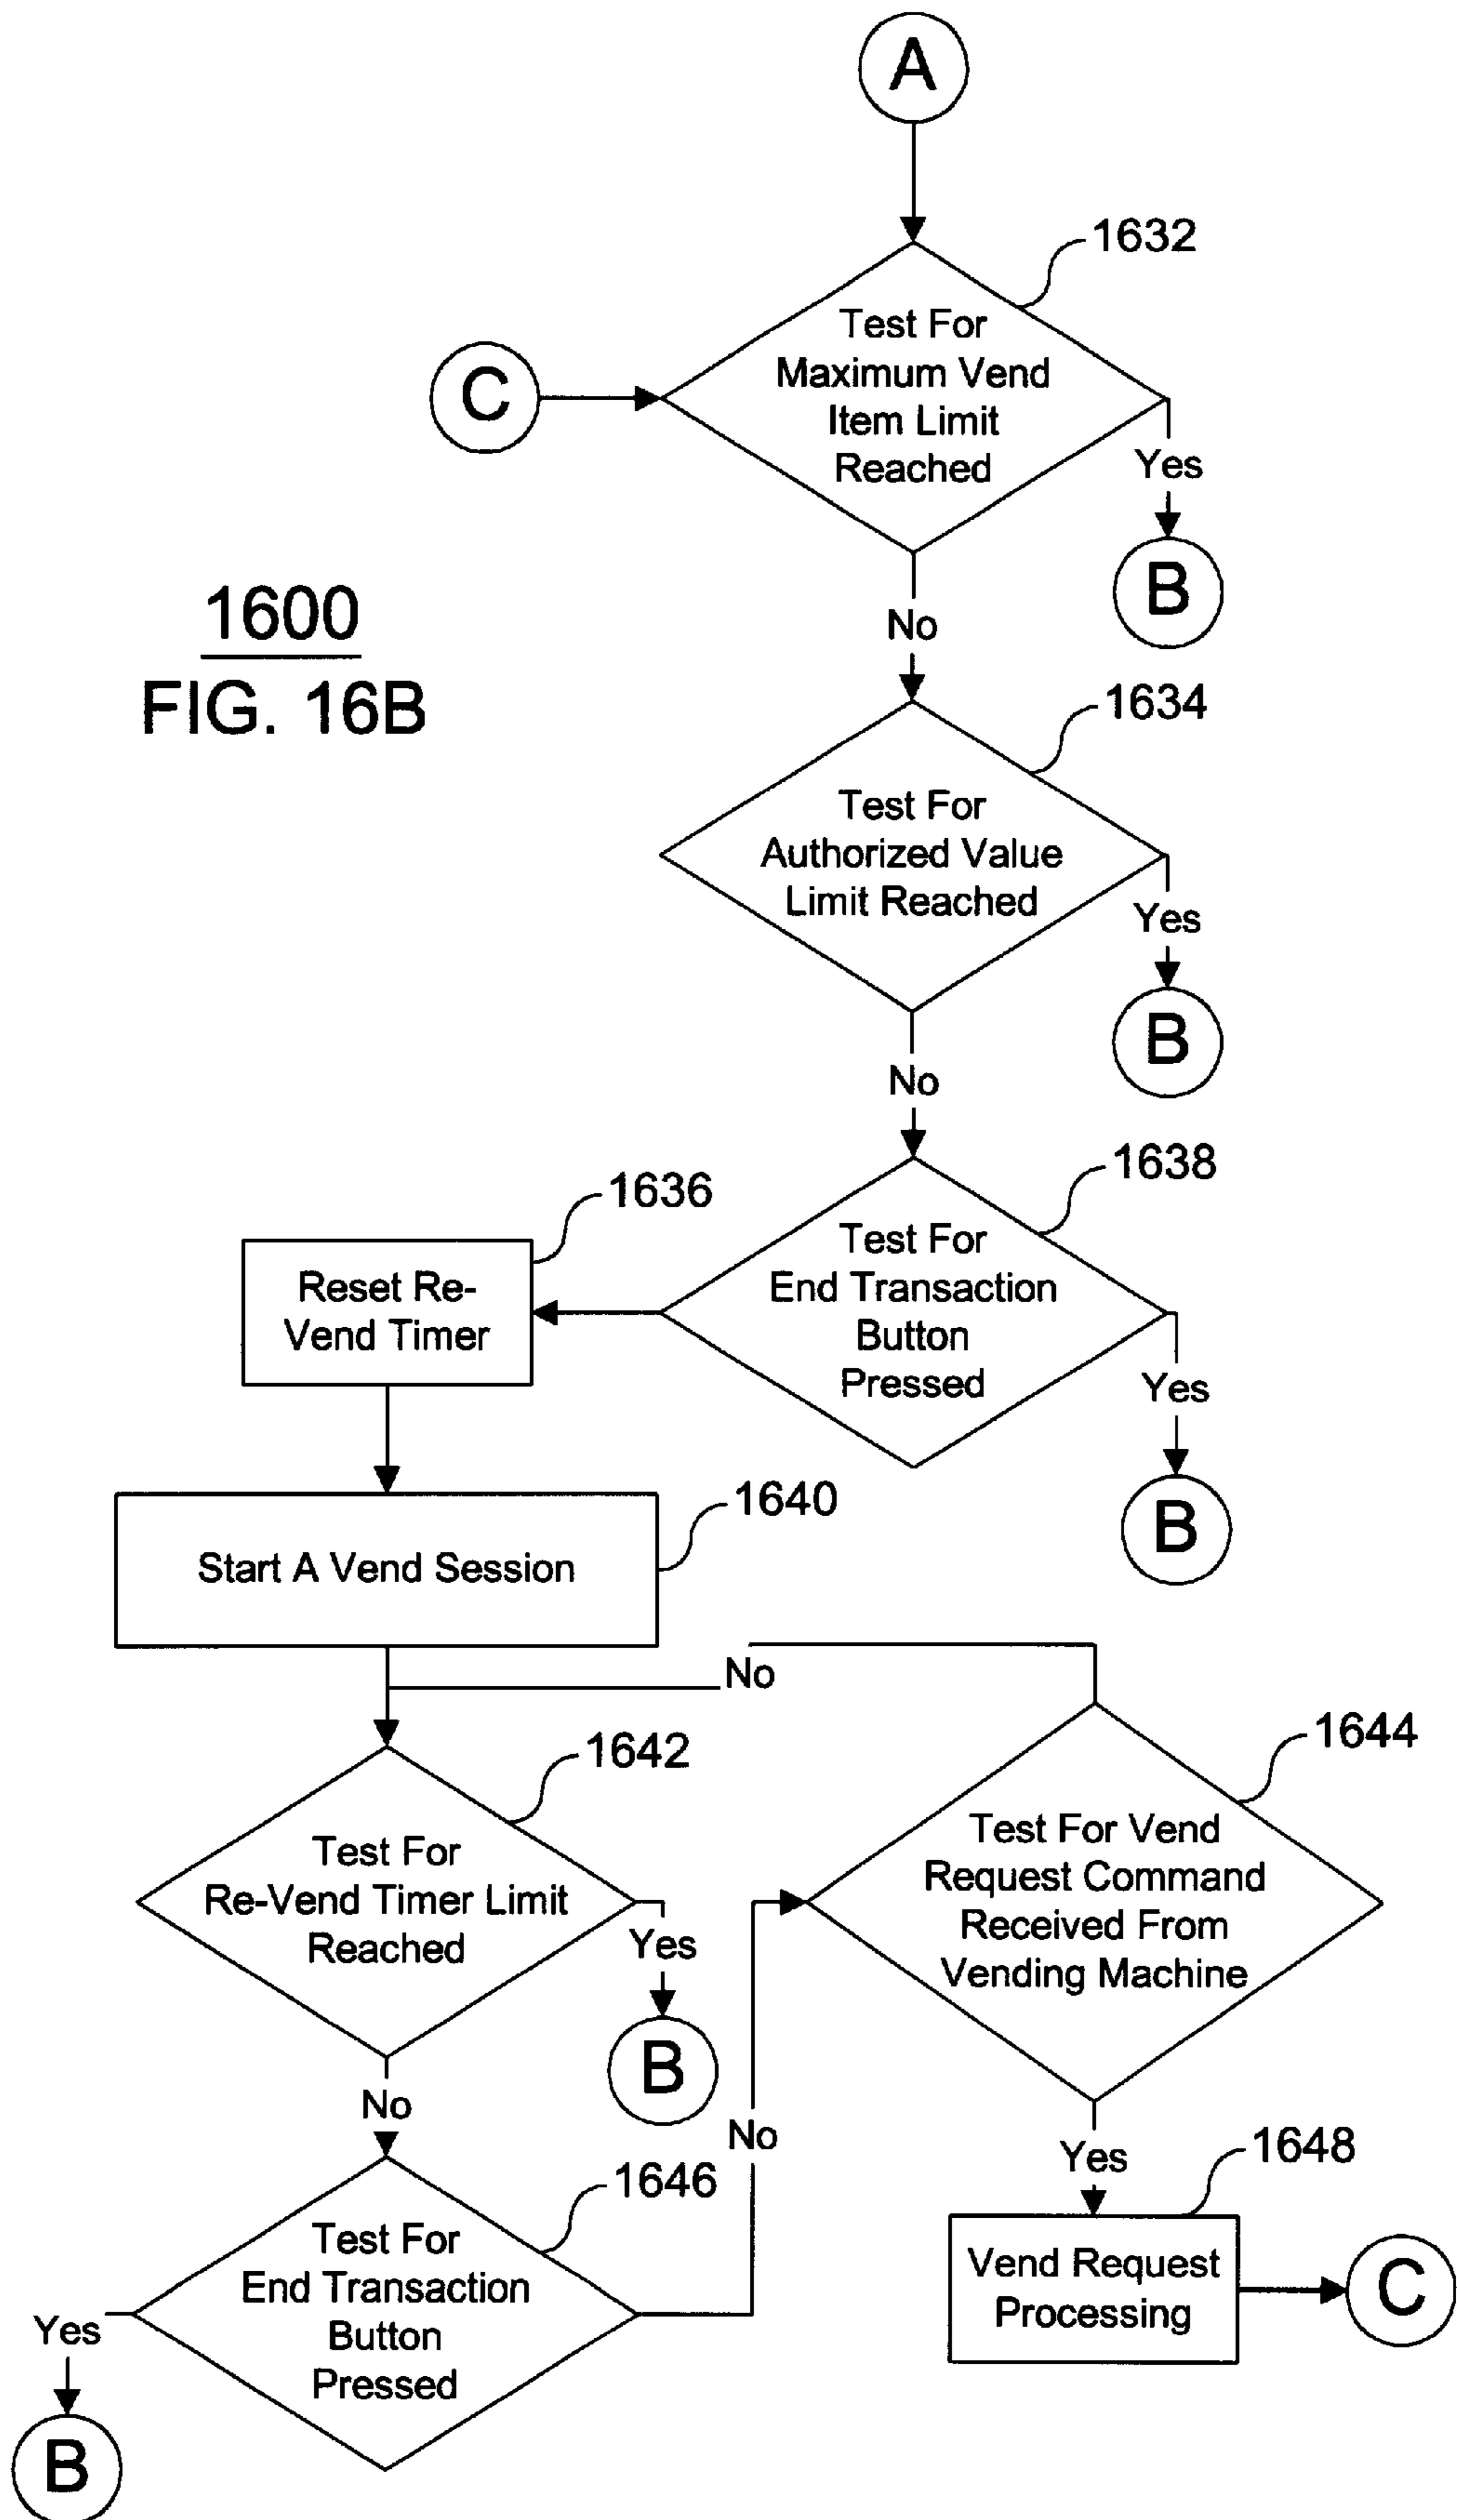 A
1632
Test For
Maximum Vend
Item Limit
Reached
C
Yes
B
1600
FIG. 16B
No
1634
Test For
Authorized Value
Limit Reached
Yes
B
No
1638
1636
Test For
End Transaction
Button
Pressed
Reset Re-
Vend Timer
Yes
B
1640
Start A Vend Session
No
1642
1644
Test For
Re-Vend Timer Limit
Reached
Test For Vend
Request Command
Received From
Vending Machine
Yes
B
No
No
Yes
1648
1646
Test For
End Transaction
Button
Pressed
Vend Request
Processing
C
Yes
B